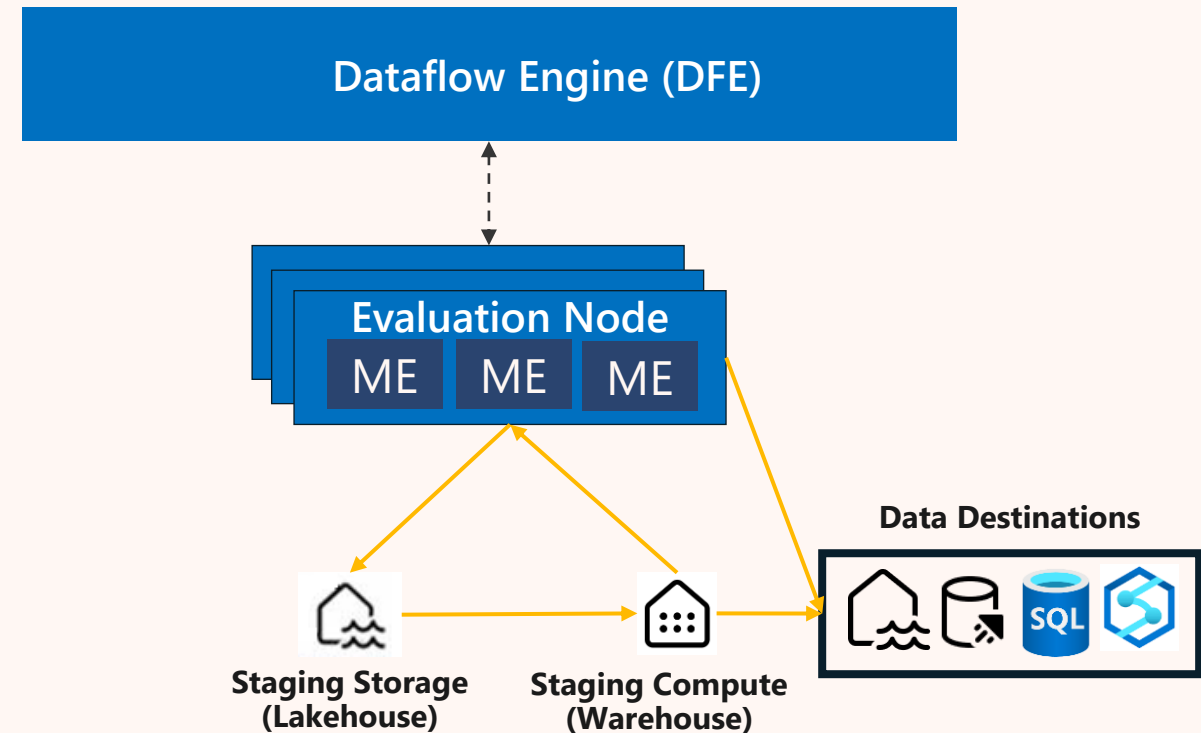 Dataflow Engine (DFE)
Evaluation Node
ME ME ME
Data Destinations
SQL
Staging Storage
(Lakehouse)
Staging Compute
(Warehouse)